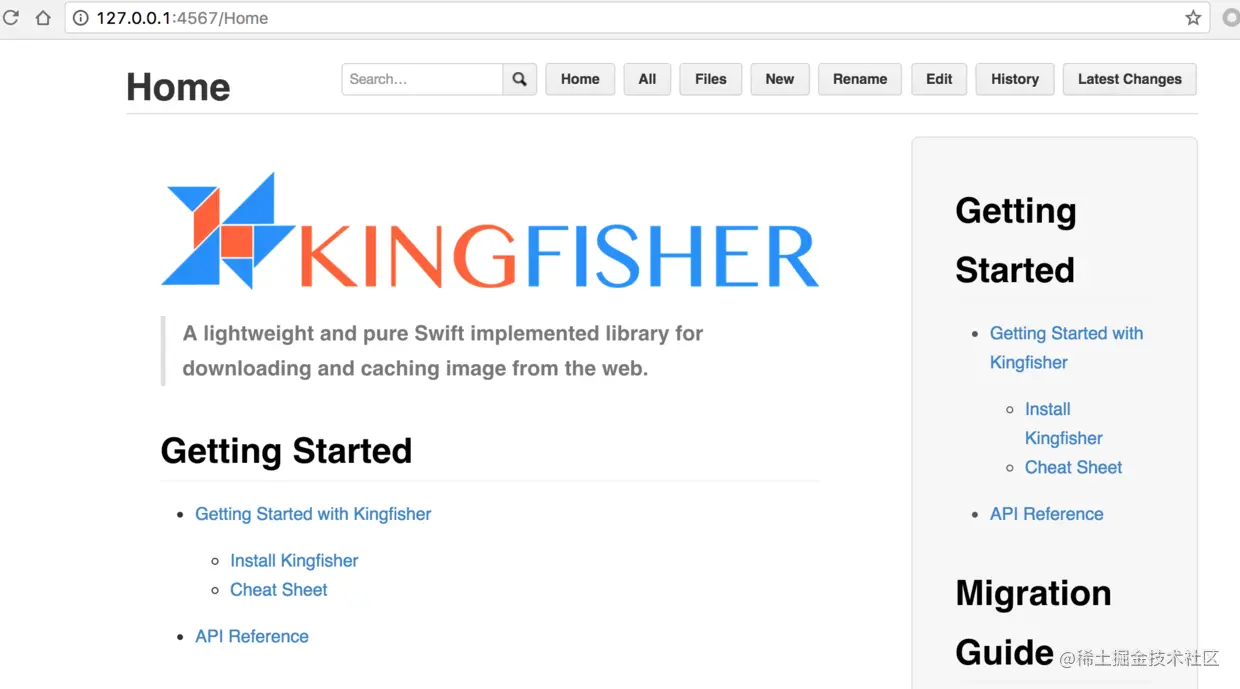 127.0.0.1:4567/Home
Home
Search...
Home
All
Files
New
Rename
Edit
History
Latest Changes
KINGFISHER
A lightweight and pure Swift implemented library for
downloading and caching image from the web.
Getting Started
Getting Started with Kingfisher
Install Kingfisher
Cheat Sheet
API Reference
Getting
Started
Getting Started with
Kingfisher
Install
Kingfisher
Cheat Sheet
API Reference
Migration
Guide
@稀土掘金技术社区